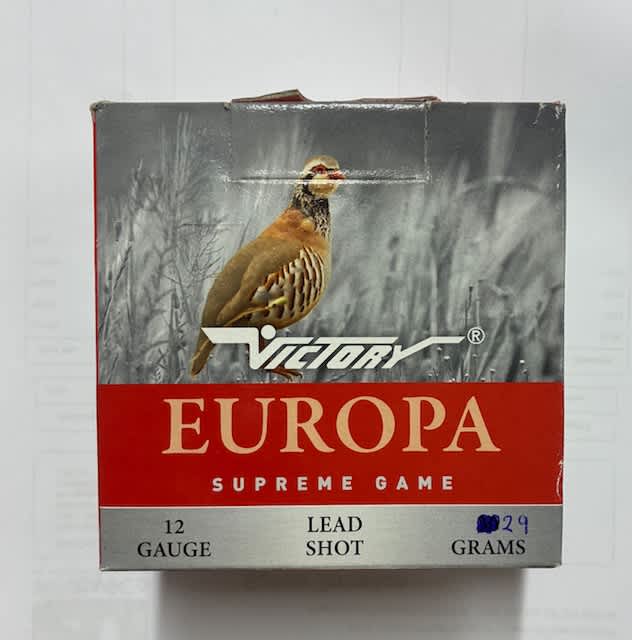 VICTORY®
EUROPA
SUPREME GAME
12
GAUGE
LEAD
SHOT
29
GRAMS